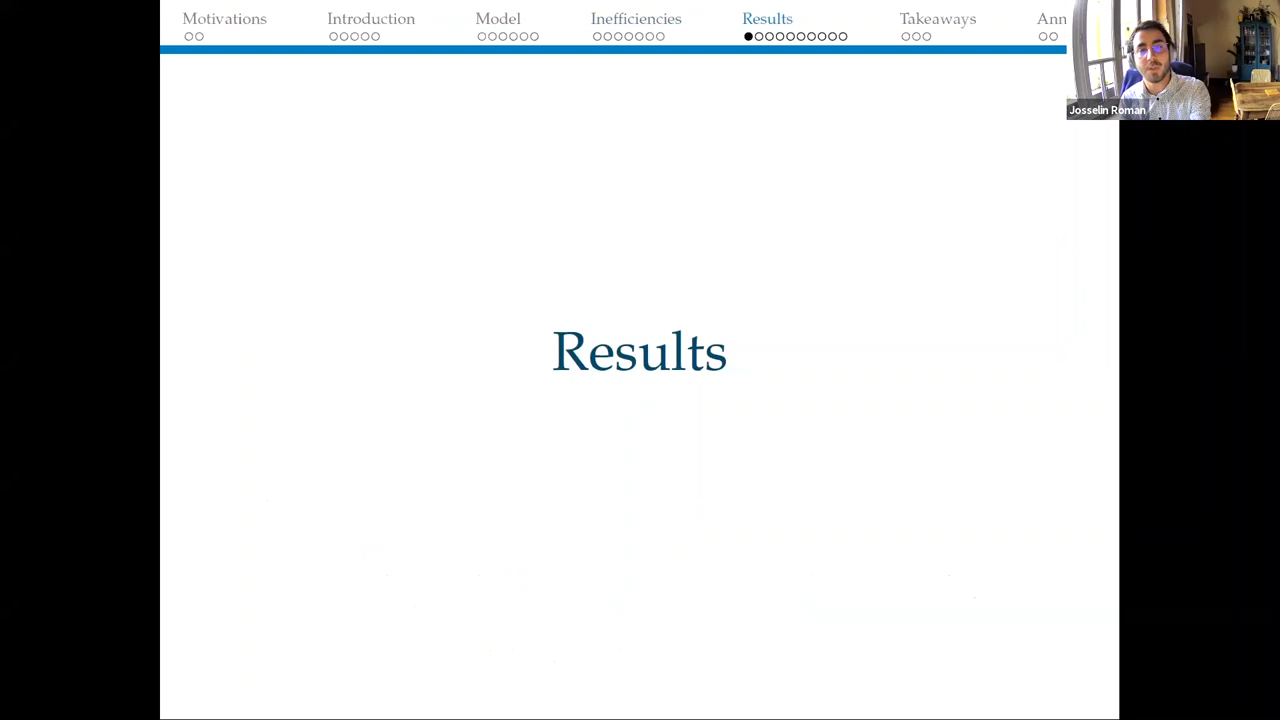 Motivations Introduction Model Inefficiencies Results Takeaways Ann
Josselin Roman
Results